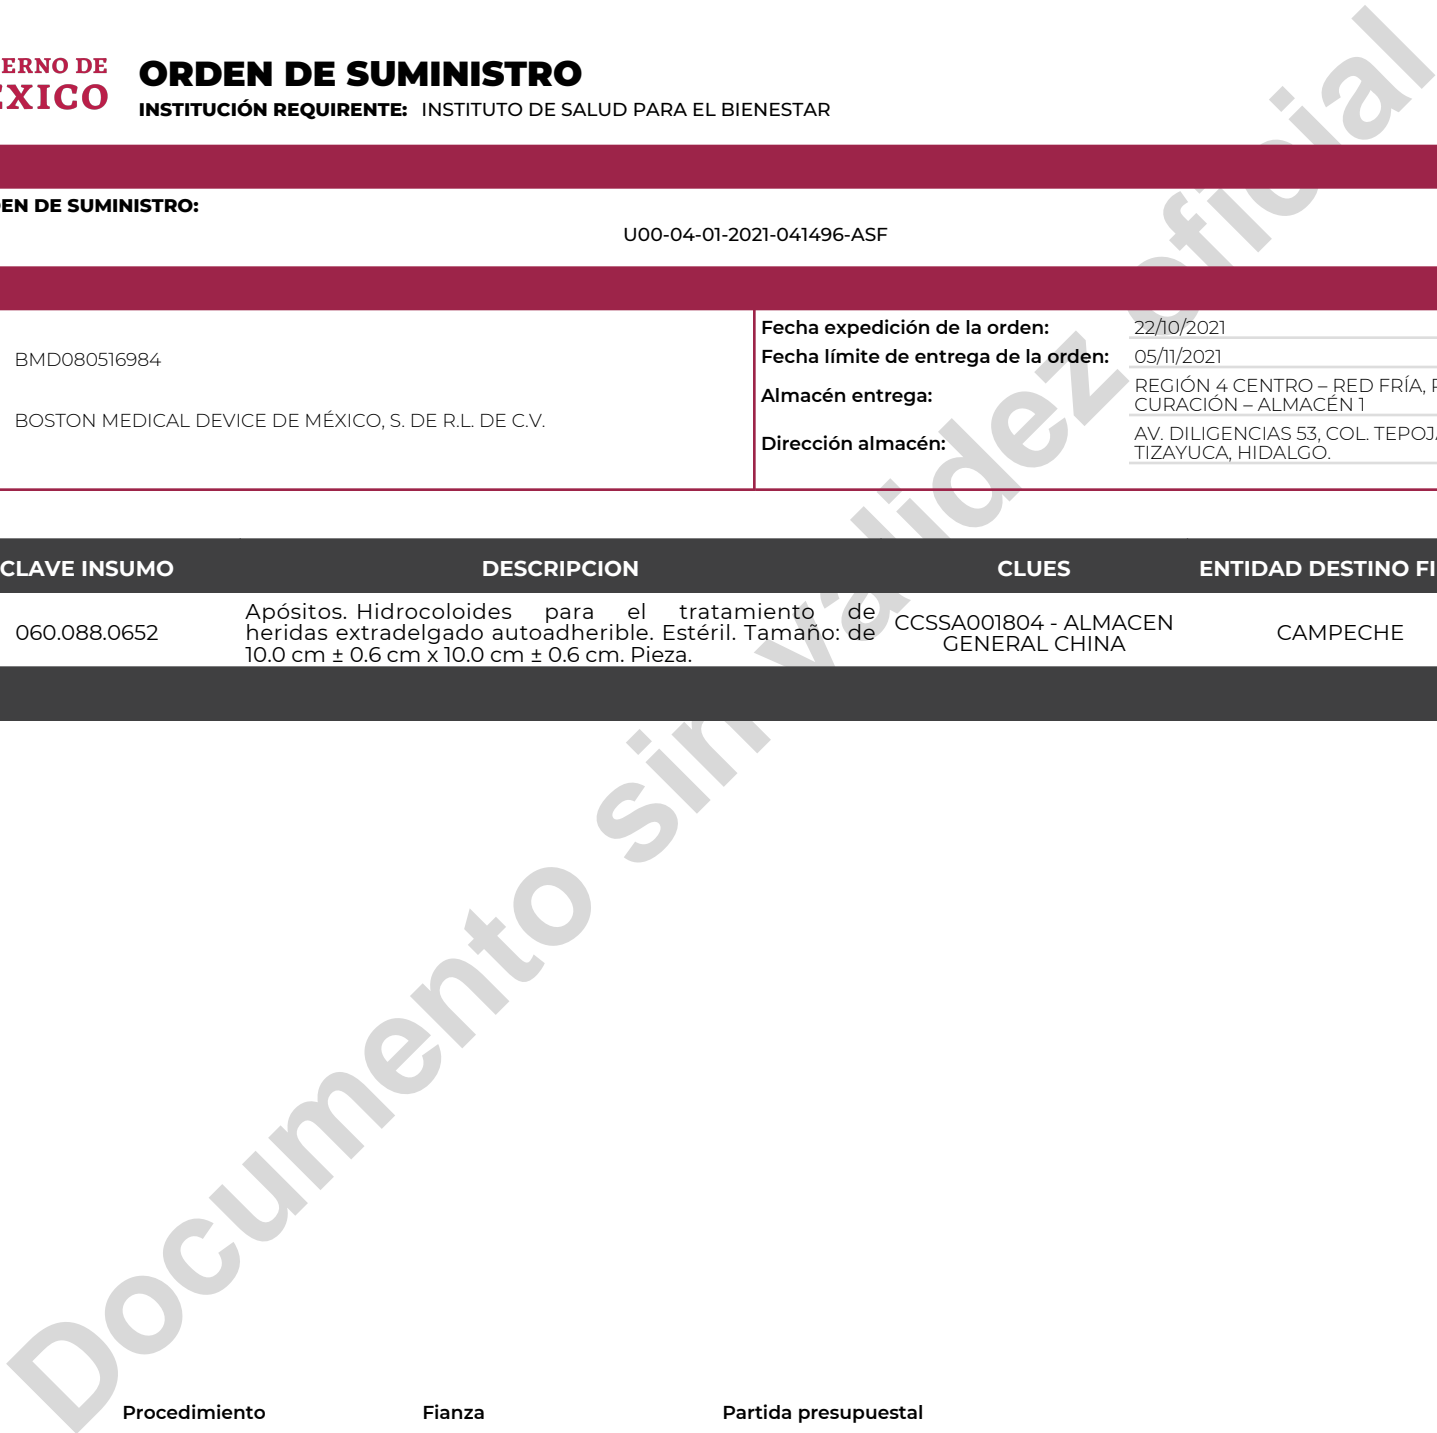 ERNO DE
ÉXICO
ORDEN DE SUMINISTRO
INSTITUCIÓN REQUIRENTE: INSTITUTO DE SALUD PARA EL BIENESTAR
EN DE SUMINISTRO:
U00-04-01-2021-041496-ASF
BMD080516984
BOSTON MEDICAL DEVICE DE MÉXICO, S. DE R.L. DE C.V.
Fecha expedición de la orden: 22/10/2021
Fecha límite de entrega de la orden: 05/11/2021
Almacén entrega: REGIÓN 4 CENTRO – RED FRÍA,
CURACIÓN – ALMACÉN 1
Dirección almacén: AV. DILIGENCIAS 53, COL. TEPOJA
TIZAYUCA, HIDALGO.
CLAVE INSUMO DESCRIPCION CLUES ENTIDAD DESTINO FI
060.088.0652
Apósitos. Hidrocoloides para el tratamiento de
heridas extradelgado autoadherible. Estéril. Tamaño: de
10.0 cm ± 0.6 cm x 10.0 cm ± 0.6 cm. Pieza.
CCSSA001804 - ALMACEN
GENERAL CHINA
CAMPECHE
Documento sin validez oficial
Procedimiento Fianza Partida presupuestal